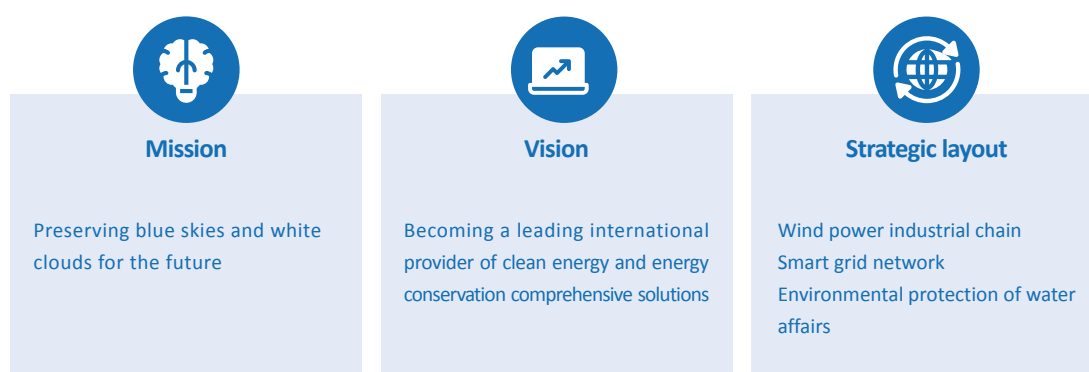 Mission
Preserving blue skies and white
clouds for the future
Vision
Becoming a leading international
provider of clean energy and energy
conservation comprehensive solutions
Strategic layout
Wind power industrial chain
Smart grid network
Environmental protection of water
affairs